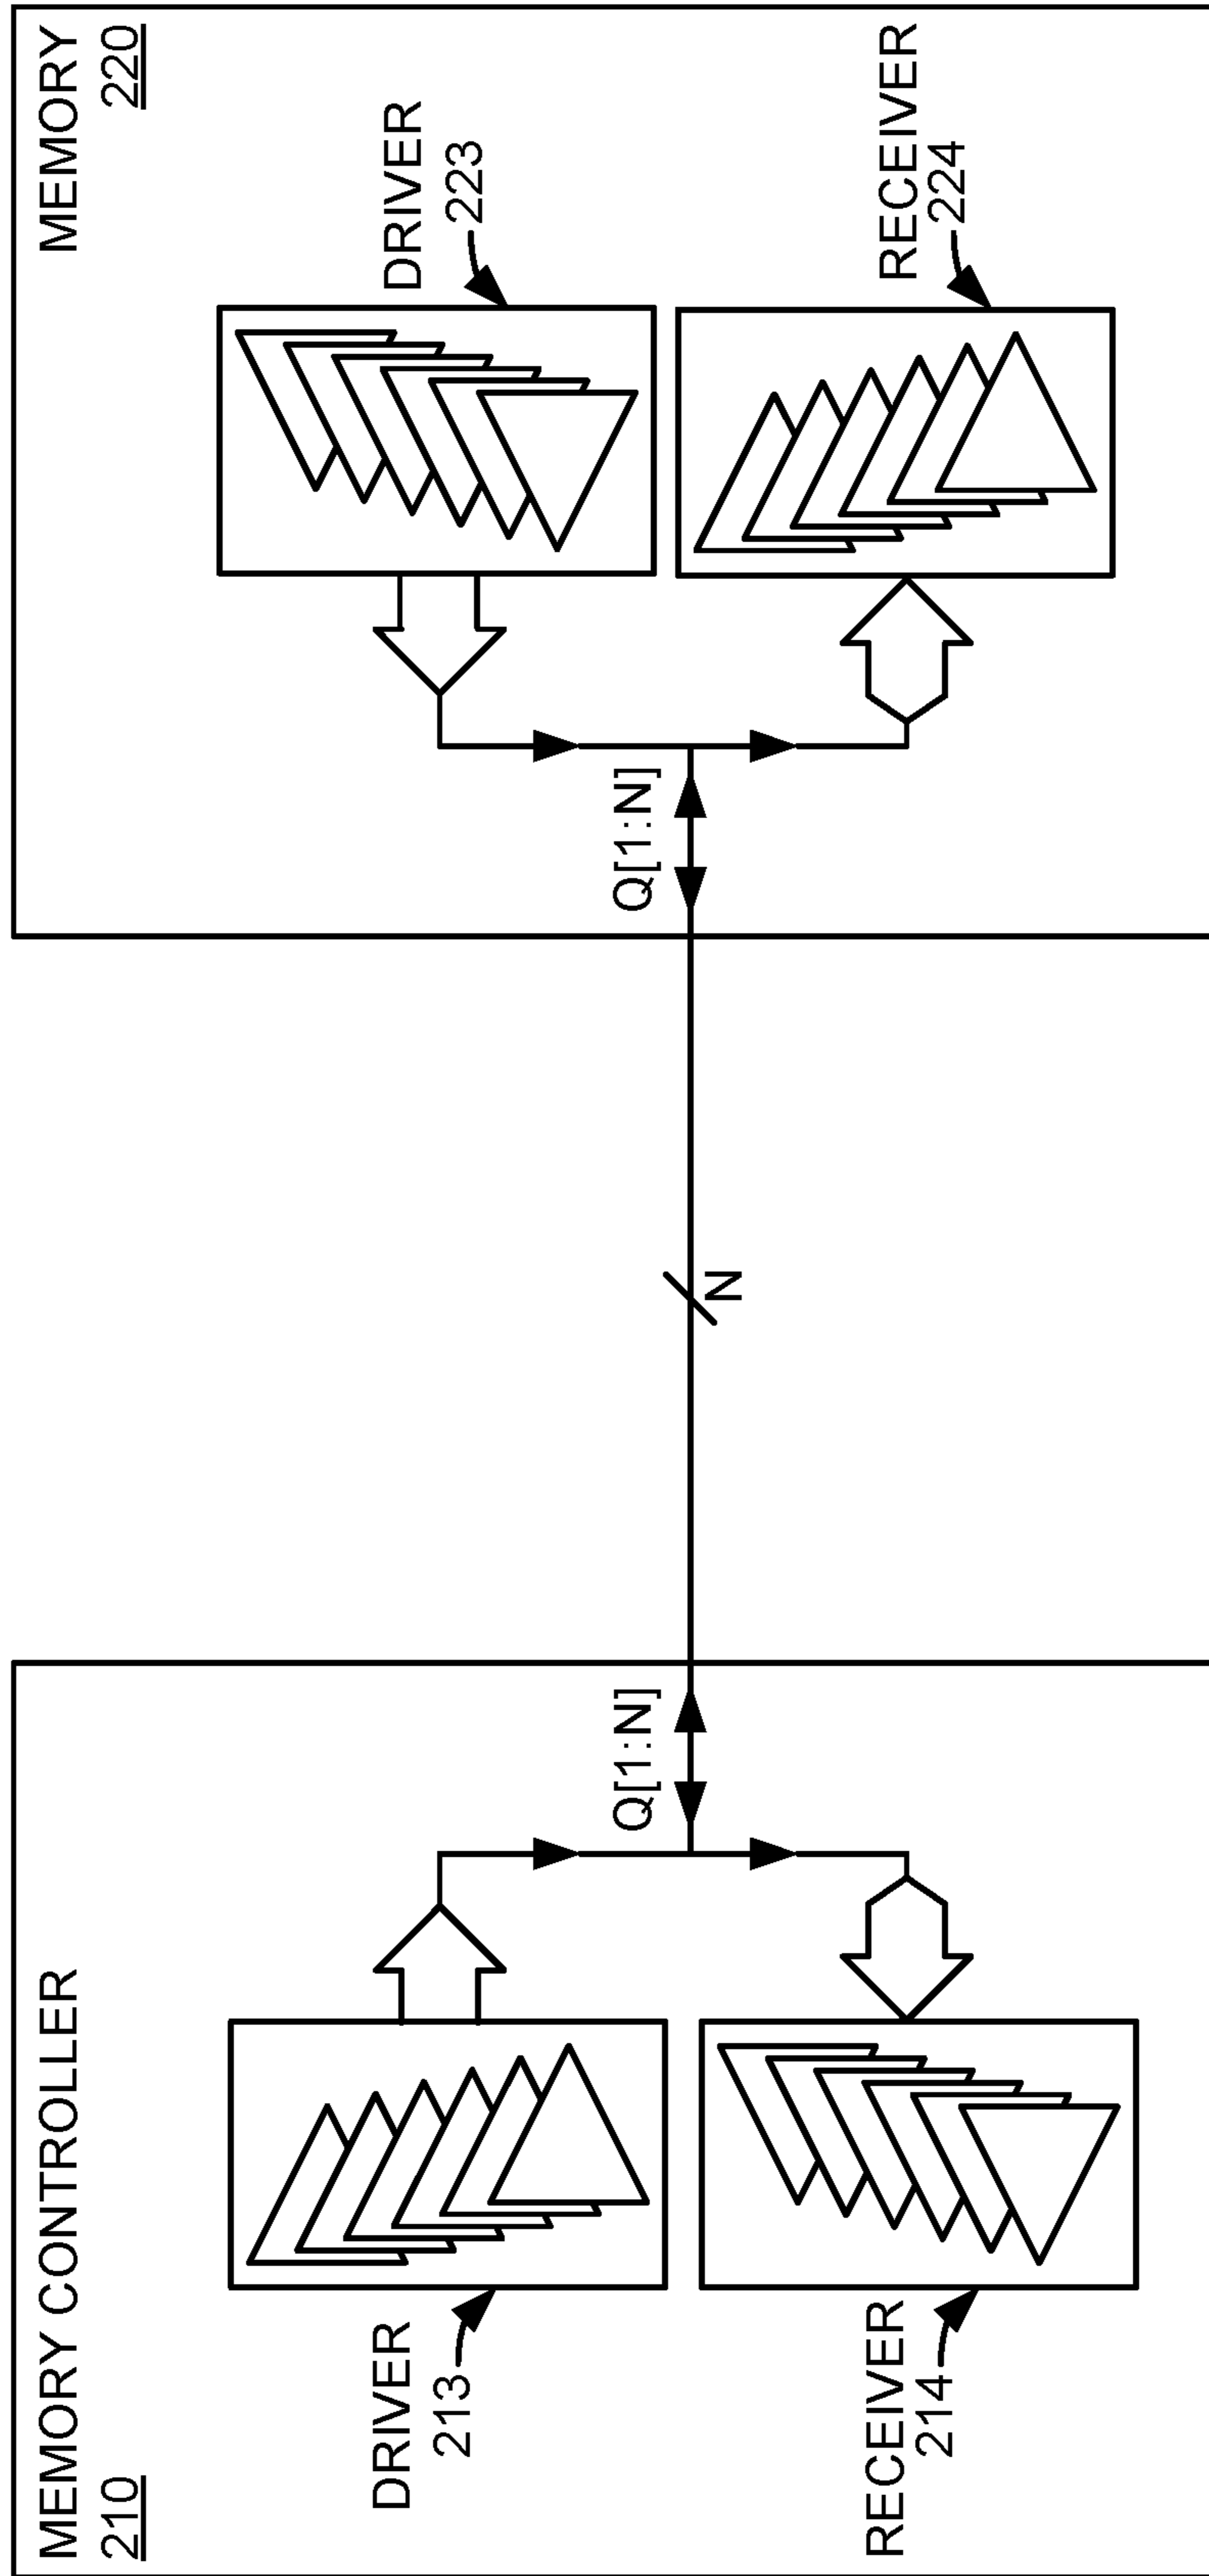 MEMORY CONTROLLER
210
DRIVER
213
RECEIVER
214
Q[1:N]
N
Q[1:N]
MEMORY
220
DRIVER
223
RECEIVER
224